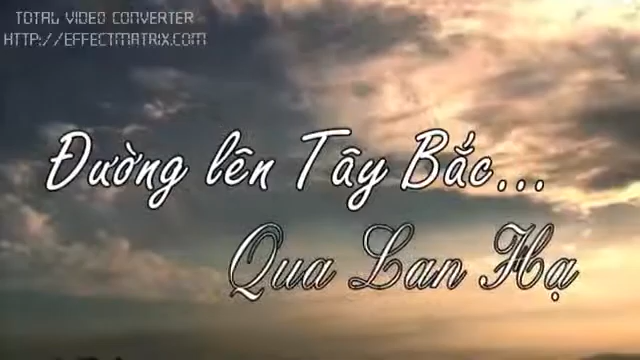 TOTAL VIDEO CONVERTER
HTTP://EFFECTMATRIX.COM
Đường lên Tây Bắc...
Qua Lan Hạ